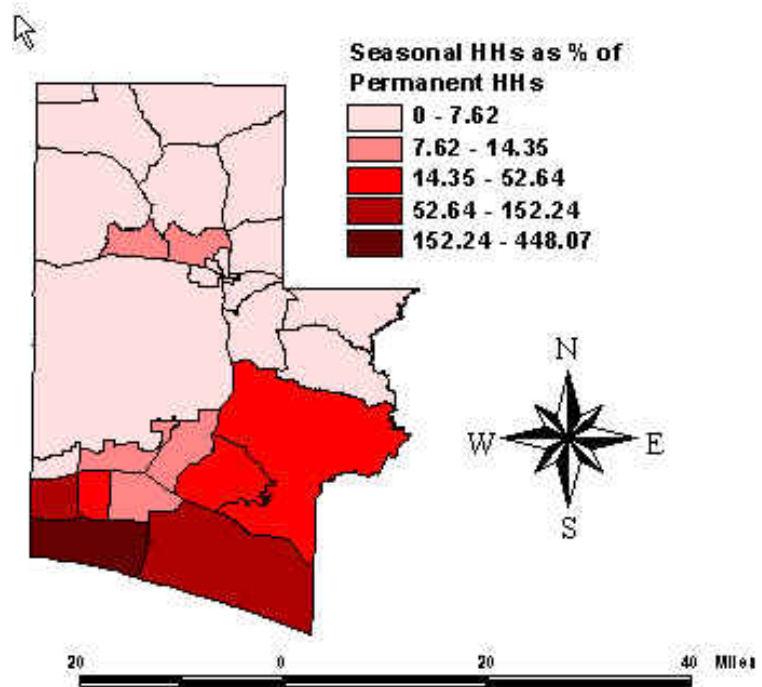 Seasonal HHs as % of
Permanent HHs
0 - 7.62
7.62 - 14.35
14.35 - 52.64
52.64 - 152.24
152.24 - 448.07
N
W E
S
20 0 20 40 Miles